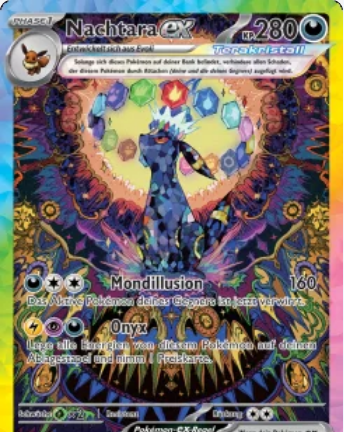 PHASE 1
Nachtara ex KP 280
Entwickelt sich aus Evoli
Terakristall
Solange sich dieses Pokémon auf deiner Bank befindet, verhindere allen Schaden,
der diesem Pokémon durch Attacken (deine und die deines Gegners) zugefügt wird.
Mondillusion 160
Das Aktive Pokémon deines Gegners ist jetzt verwirrt.
Onyx
Lege alle Energien von diesem Pokémon auf deinen
Ablagestapel und nimm 1 Preiskarte.
Schwäche ×2 Resistenz Rückzug
Pokémon-ex-Regel